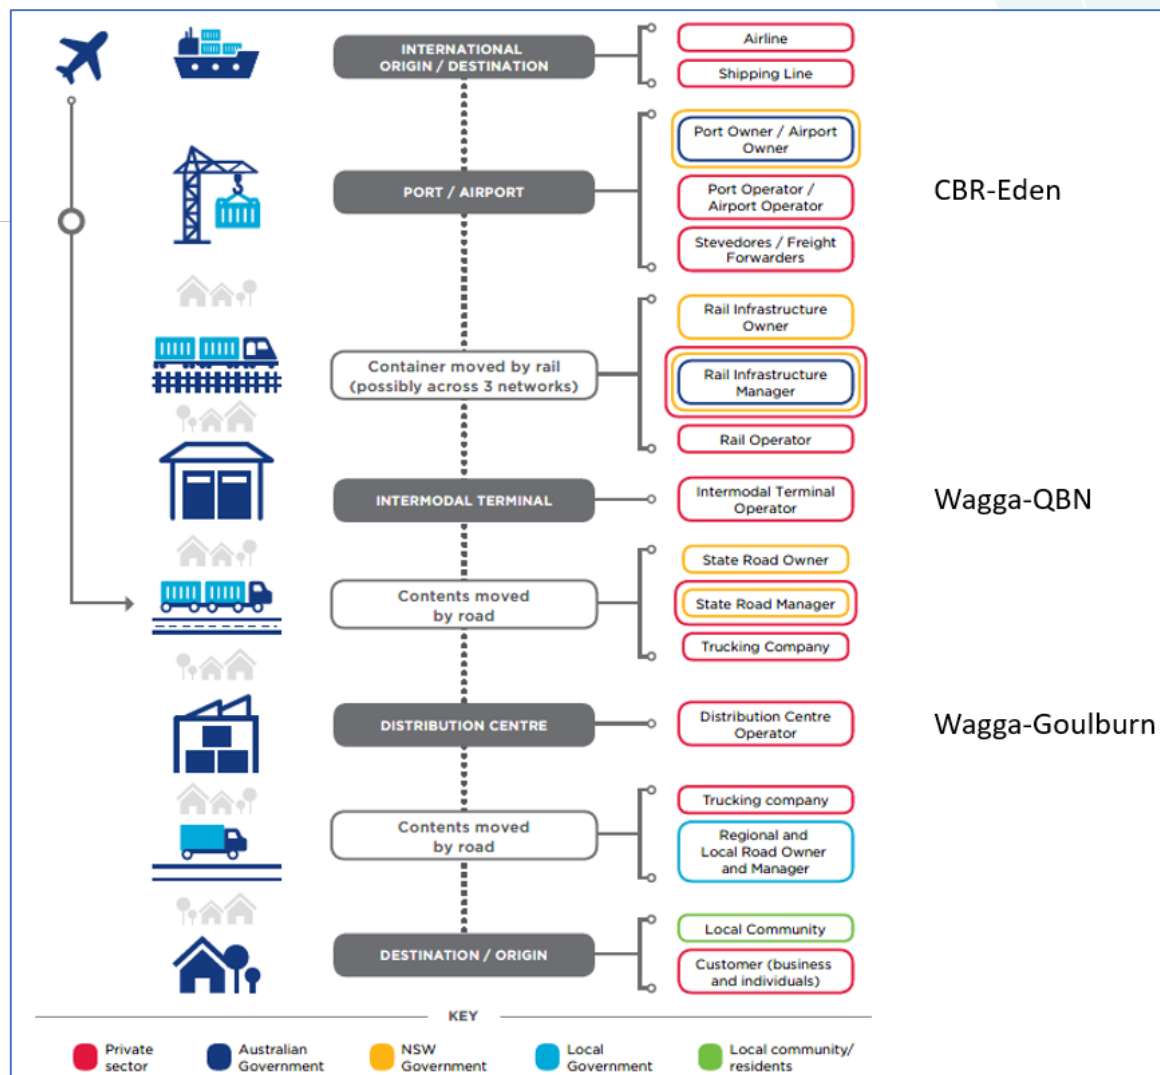 INTERNATIONAL
ORIGIN / DESTINATION
Airline
Shipping Line
PORT / AIRPORT
Port Owner / Airport
Owner
Port Operator /
Airport Operator
Stevedores / Freight
Forwarders
CBR-Eden
Container moved by rail
(possibly across 3 networks)
Rail Infrastructure
Owner
Rail Infrastructure
Manager
Rail Operator
INTERMODAL TERMINAL
Intermodal Terminal
Operator
Wagga-QBN
Contents moved
by road
State Road Owner
State Road Manager
Trucking Company
DISTRIBUTION CENTRE
Distribution Centre
Operator
Wagga-Goulburn
Contents moved
by road
Trucking company
Regional and
Local Road Owner
and Manager
DESTINATION / ORIGIN
Local Community
Customer (business
and individuals)
KEY
Private
sector
Australian
Government
NSW
Government
Local
Government
Local community/
residents